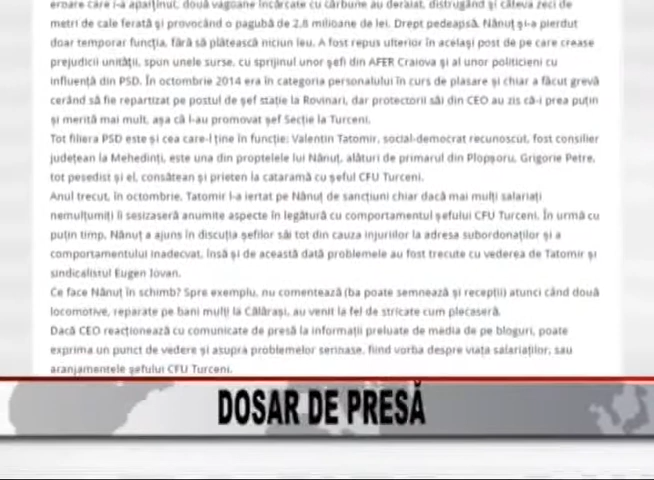 eroare care i-a aparținut, două vagoane încărcate cu cărbune au deraiat, distrugând și câteva zeci de
metri de cale ferată și provocând o pagubă de 2,8 milioane de lei. Drept pedeapsă, Nănuț și-a pierdut
doar temporar funcția, fără să plătească niciun leu. A fost repus ulterior în același post de pe care crease
prejudicii unității, spun unele surse, cu sprijinul unor șefi din AFER Craiova și al unor politicieni cu
influență din PSD. În octombrie 2014 era în categoria personalului în curs de plasare și chiar a făcut grevă
cerând să fie repartizat pe postul de șef stație la Rovinari, dar protectorii săi din CEO au zis că-i prea puțin
și merită mai mult, așa că l-au promovat șef Secție la Turceni.
Tot filiera PSD este și cea care-l ține în funcție: Valentin Tatomir, social-democrat recunoscut, fost consilier
județean la Mehedinți, este una din proptelele lui Nănuț, alături de primarul din Plopșoru, Grigorie Petre,
tot pesedist și el, consătean și prieten la cataramă cu șeful CFU Turceni.
Anul trecut, în octombrie, Tatomir l-a iertat pe Nănuț de sancțiuni chiar dacă mai mulți salariați
nemulțumiți îi sesizaseră anumite aspecte în legătură cu comportamentul șefului CFU Turceni. În urmă cu
puțin timp, Nănuț a ajuns în discuția șefilor săi tot din cauza injuriilor la adresa subordonaților și a
comportamentului inadecvat, însă și de această dată problemele au fost trecute cu vederea de Tatomir și
sindicalistul Eugen Jovan.
Ce face Nănuț în schimb? Spre exemplu, nu comentează (ba poate semnează și recepții) atunci când două
locomotive, reparate pe bani mulți la Călărași, au venit la fel de stricate cum plecaseră.
Dacă CEO reacționează cu comunicate de presă la informații preluate de media de pe bloguri, poate
exprima un punct de vedere și asupra problemelor serioase, fiind vorba despre viața salariaților, sau
aranjamentele șefului CFU Turceni.
DOSAR DE PRESĂ